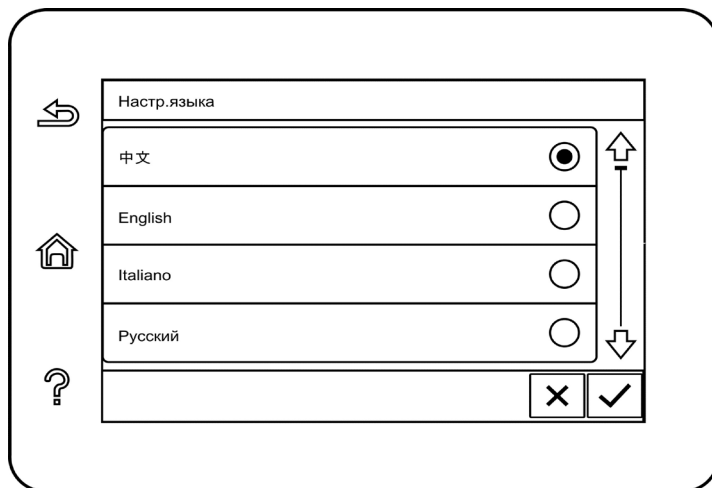 Настр.языка
中文
English
Italiano
Русский